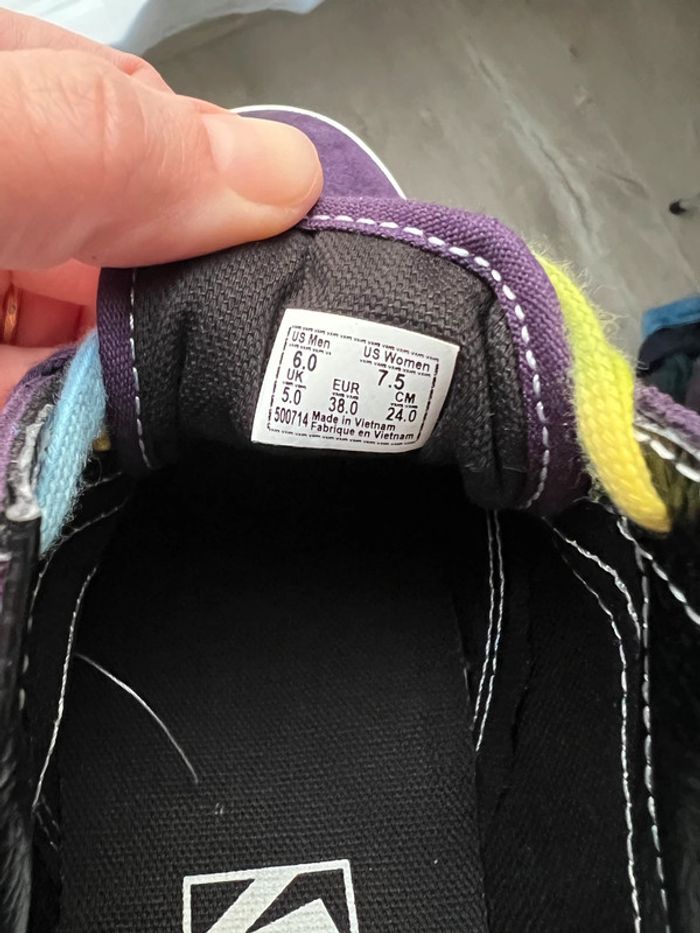 US Men US Women
6.0 7.5
UK EUR CM
5.0 38.0 24.0
500714 Made in Vietnam
Fabrique en Vietnam